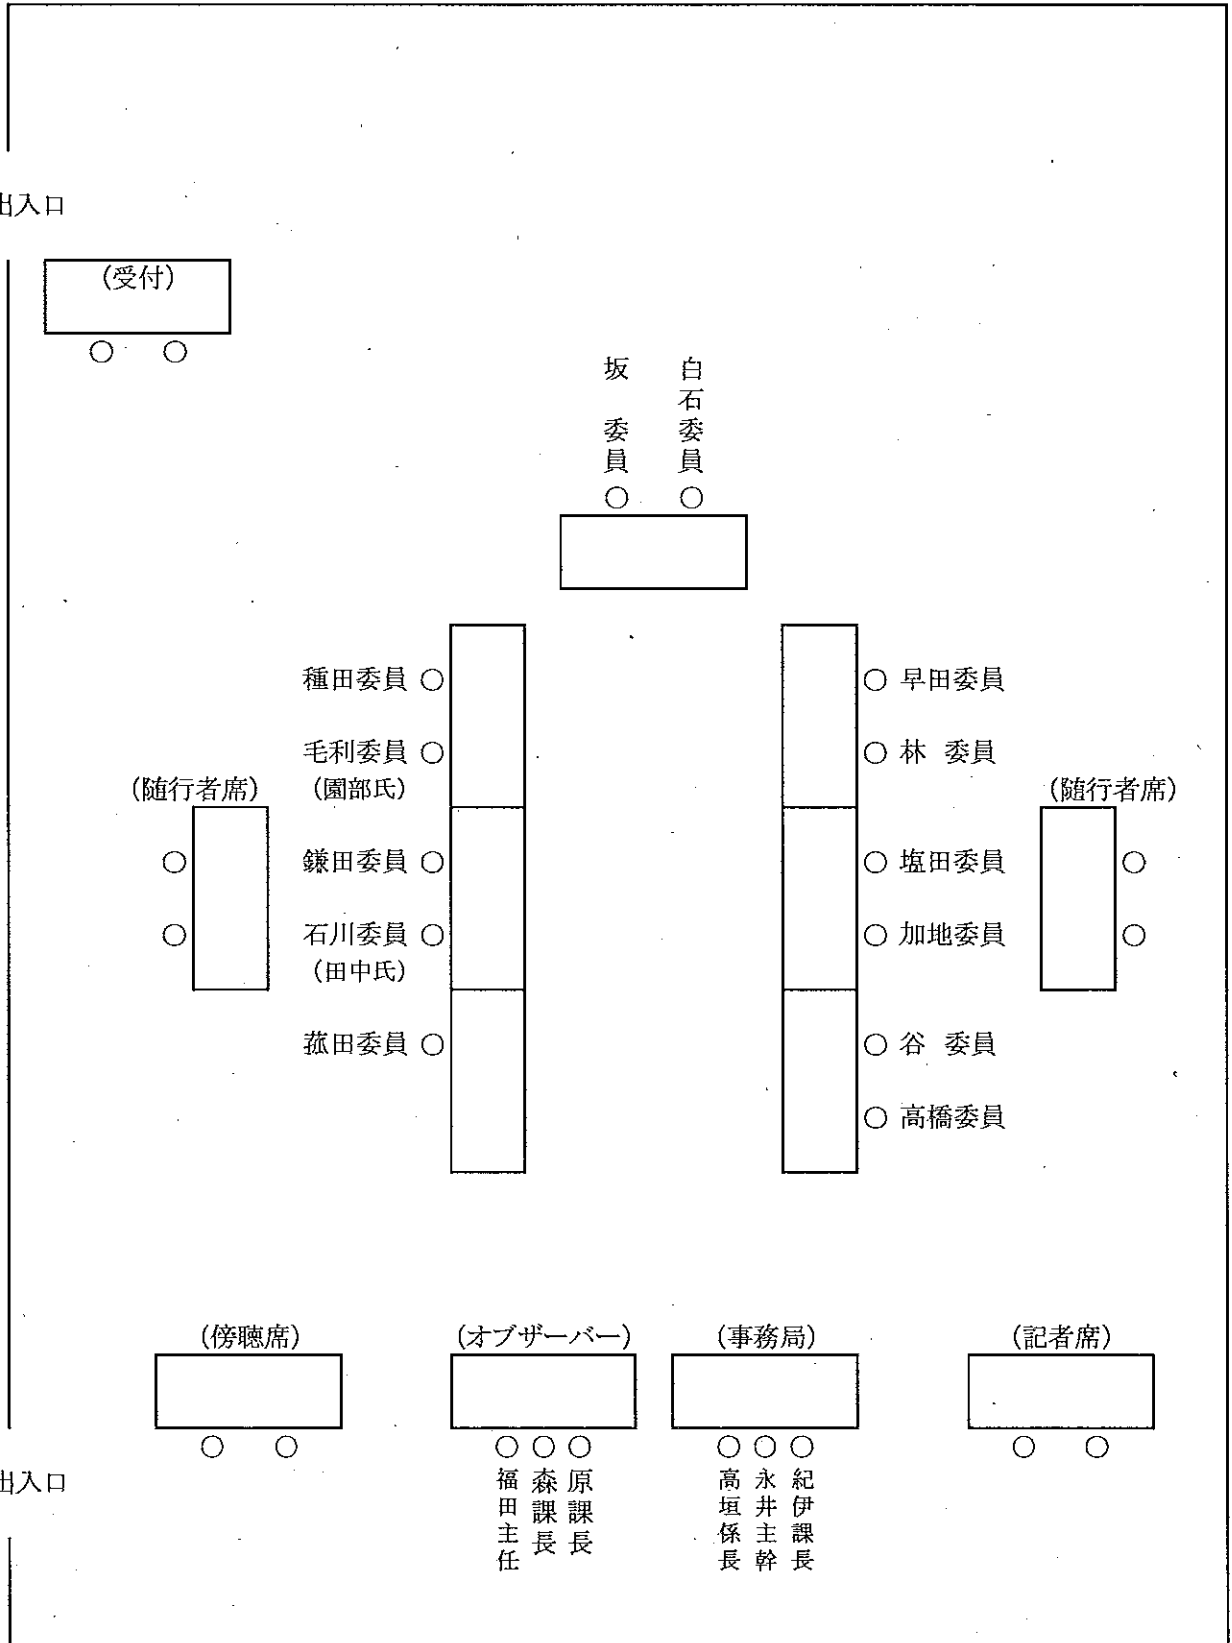 出入口
(受付)
坂　委員
白石委員
種田委員
早田委員
毛利委員
(園部氏)
林 委員
(随行者席)
(随行者席)
鎌田委員
塩田委員
石川委員
(田中氏)
加地委員
菰田委員
谷 委員
高橋委員
(傍聴席)
(オブザーバー)
(事務局)
(記者席)
出入口
福田主任
森課長
原課長
高垣係長
永井主幹
紀伊課長